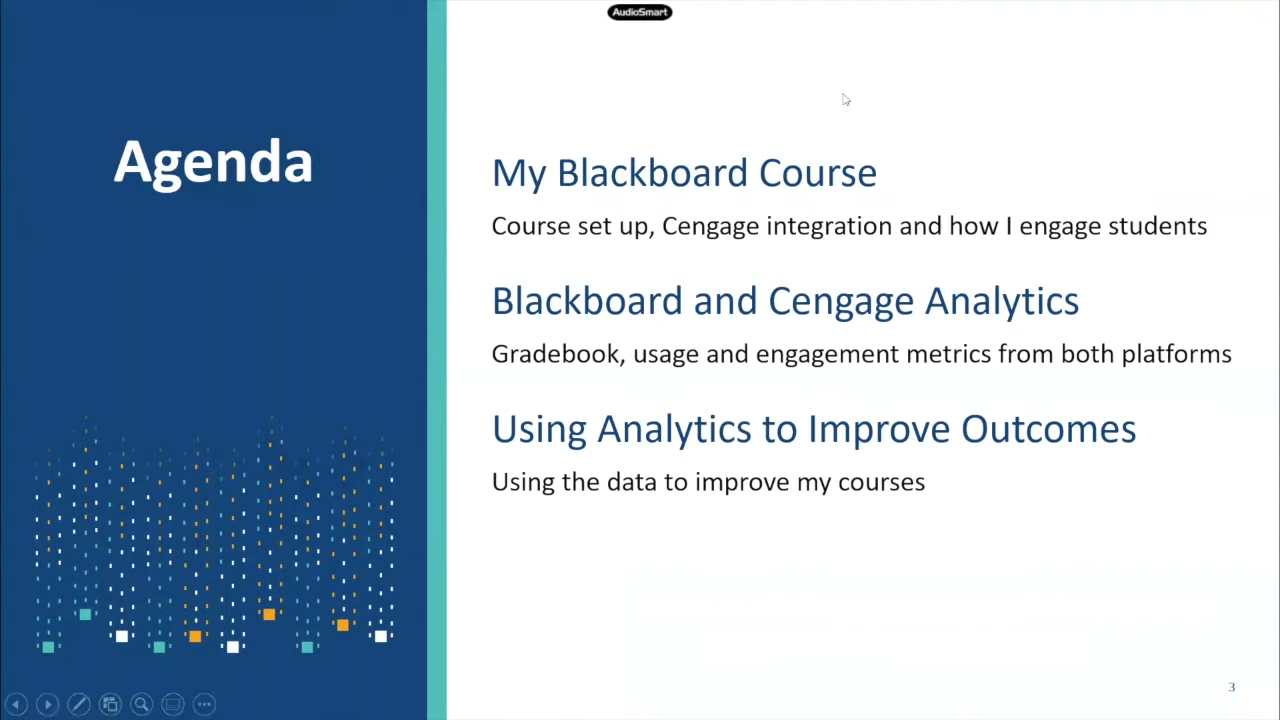 AudioSmart
Agenda
My Blackboard Course
Course set up, Cengage integration and how I engage students
Blackboard and Cengage Analytics
Gradebook, usage and engagement metrics from both platforms
Using Analytics to Improve Outcomes
Using the data to improve my courses
3